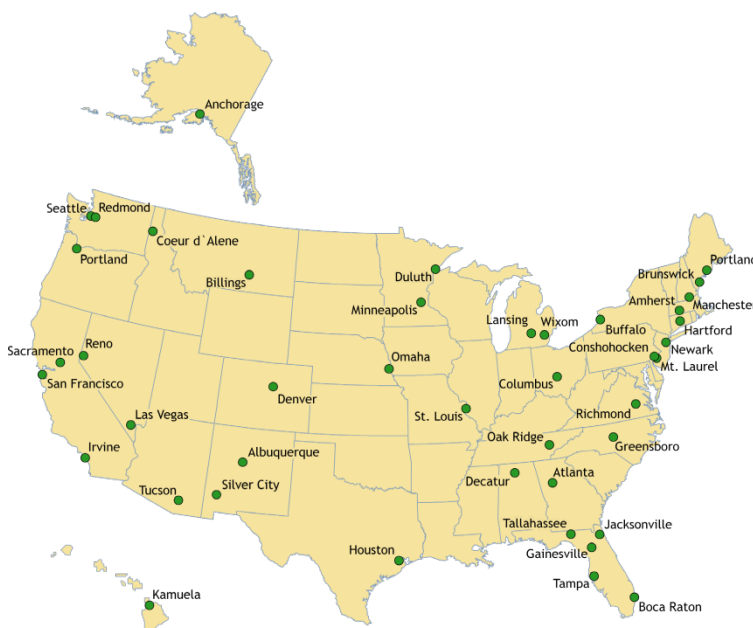 Anchorage
Seattle
Redmond
Coeur d`Alene
Portland
Billings
Duluth
Minneapolis
Portland
Brunswick
Amherst
Manchester
Lansing
Wixom
Buffalo
Hartford
Conshohocken
Newark
Mt. Laurel
Sacramento
Reno
San Francisco
Omaha
Columbus
Denver
Las Vegas
St. Louis
Richmond
Irvine
Albuquerque
Oak Ridge
Greensboro
Tucson
Silver City
Decatur
Atlanta
Tallahassee
Jacksonville
Houston
Gainesville
Tampa
Kamuela
Boca Raton